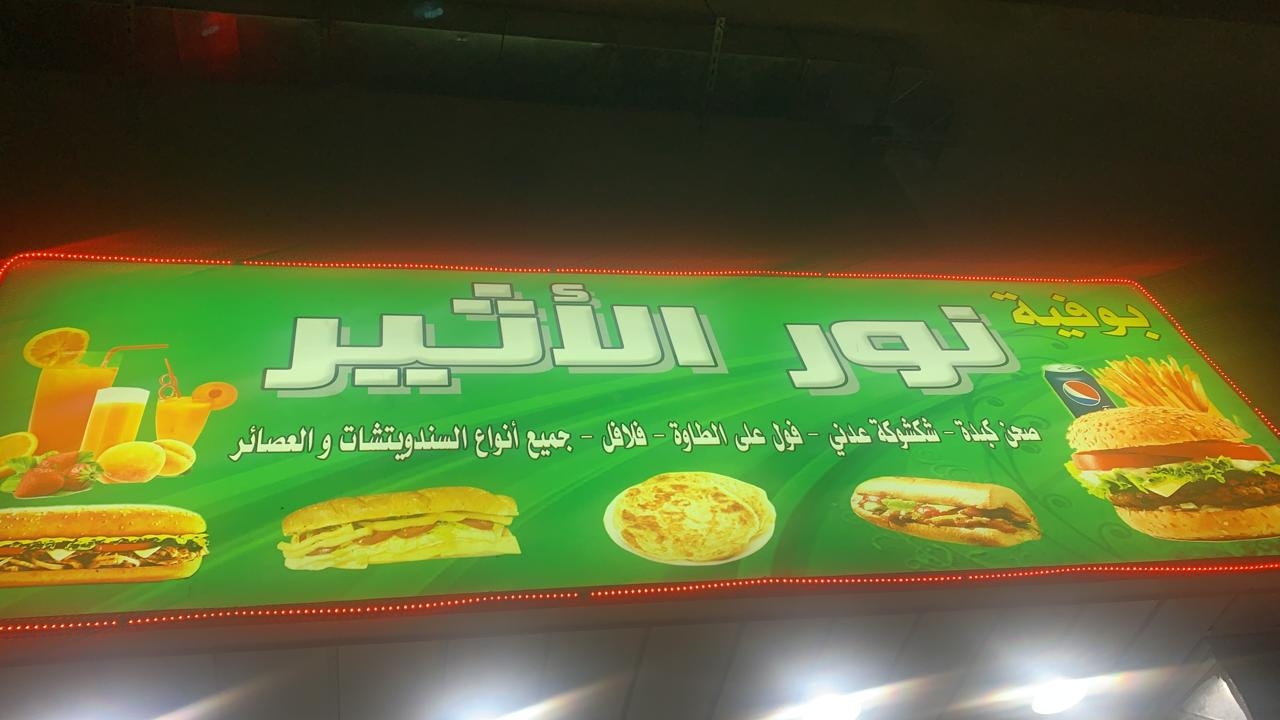 بوفية
نور الأثير
صحن كبدة - شكشوكة عدني - فول على الطاوة - فلافل - جميع أنواع السندويتشات و العصائر